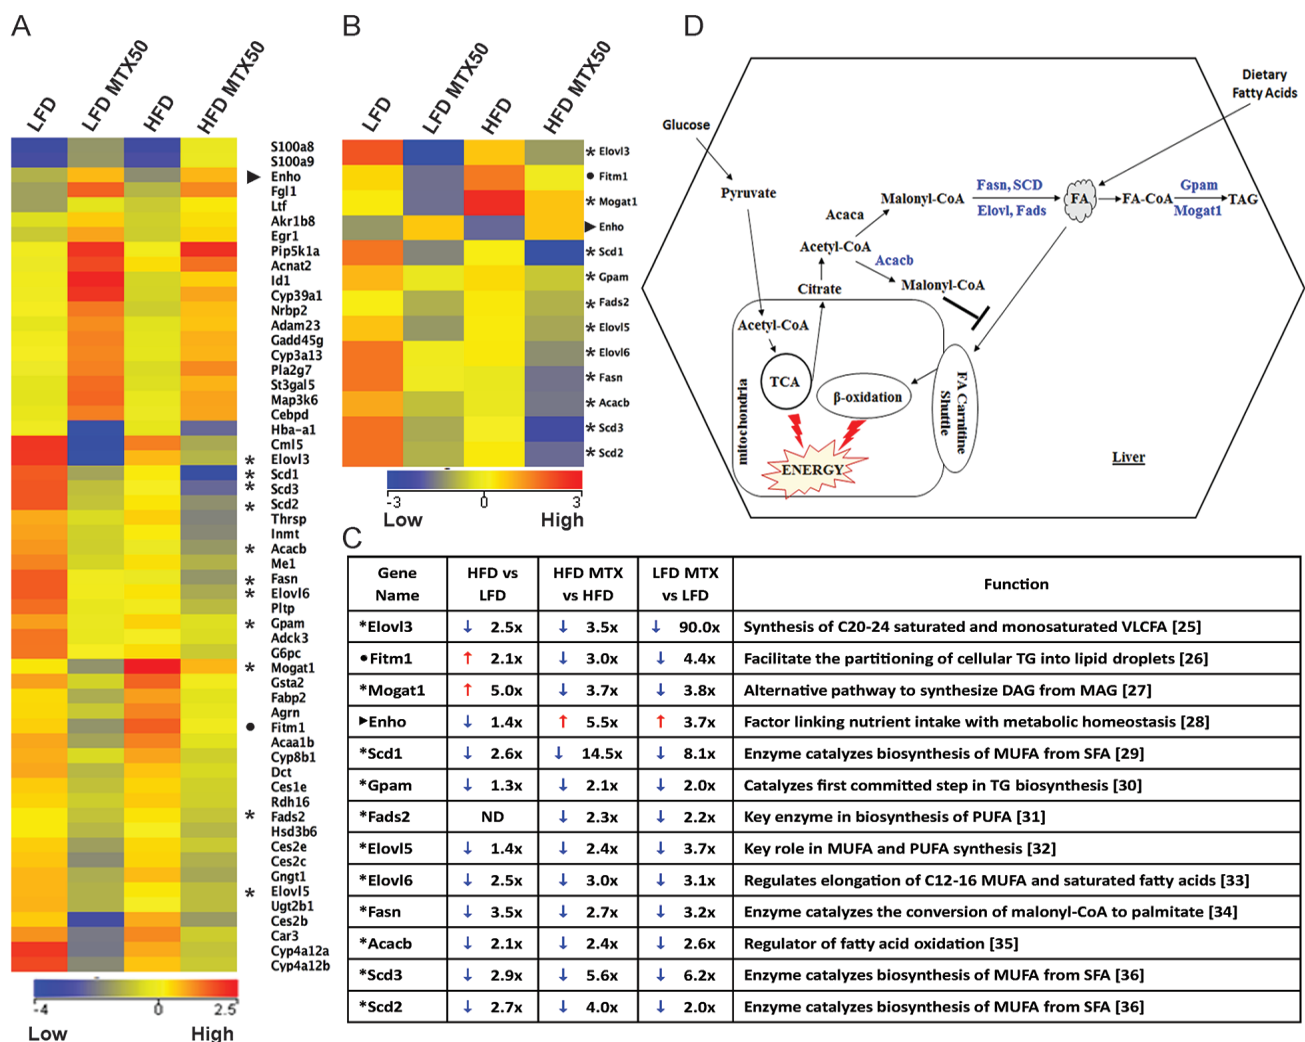 A
LFD
LFD MTX50
HFD
HFD MTX50
S100a8
S100a9
Enho
Fgl1
Ltf
Akr1b8
Egr1
Pip5k1a
Acnat2
Id1
Cyp39a1
Nrbp2
Adam23
Gadd45g
Cyp3a13
Pla2g7
St3gal5
Map3k6
Cebpd
Hba-a1
Cml5
* Elovl3
* Scd1
* Scd3
* Scd2
Thrsp
Inmt
* Acacb
Me1
* Fasn
* Elovl6
Pltp
* Gpam
Adck3
G6pc
* Mogat1
Gsta2
Fabp2
Agrn
● Fitm1
Acaa1b
Cyp8b1
Dct
Ces1e
Rdh16
* Fads2
Hsd3b6
Ces2e
Ces2c
Gngt1
* Elovl5
Ugt2b1
Ces2b
Car3
Cyp4a12a
Cyp4a12b
-4 0 2.5
Low High
B
LFD
LFD MTX50
HFD
HFD MTX50
* Elovl3
● Fitm1
* Mogat1
▶ Enho
* Scd1
* Gpam
* Fads2
* Elovl5
* Elovl6
* Fasn
* Acacb
* Scd3
* Scd2
-3 0 3
Low High
D
Dietary
Fatty Acids
Glucose
Pyruvate
Malonyl-CoA
Fasn, SCD
Elovl, Fads
FA
FA-CoA
Gpam
Mogat1
TAG
Acaca
Acetyl-CoA
Acacb
Malonyl-CoA
Citrate
Acetyl-CoA
TCA
β-oxidation
mitochondria
FA Carnitine
Shuttle
ENERGY
Liver
C
Gene Name HFD vs LFD HFD MTX vs HFD LFD MTX vs LFD Function
*Elovl3 ↓ 2.5x ↓ 3.5x ↓ 90.0x Synthesis of C20-24 saturated and monosaturated VLCFA [25]
●Fitm1 ↑ 2.1x ↓ 3.0x ↓ 4.4x Facilitate the partitioning of cellular TG into lipid droplets [26]
*Mogat1 ↑ 5.0x ↓ 3.7x ↓ 3.8x Alternative pathway to synthesize DAG from MAG [27]
▶Enho ↓ 1.4x ↑ 5.5x ↑ 3.7x Factor linking nutrient intake with metabolic homeostasis [28]
*Scd1 ↓ 2.6x ↓ 14.5x ↓ 8.1x Enzyme catalyzes biosynthesis of MUFA from SFA [29]
*Gpam ↓ 1.3x ↓ 2.1x ↓ 2.0x Catalyzes first committed step in TG biosynthesis [30]
*Fads2 ND ↓ 2.3x ↓ 2.2x Key enzyme in biosynthesis of PUFA [31]
*Elovl5 ↓ 1.4x ↓ 2.4x ↓ 3.7x Key role in MUFA and PUFA synthesis [32]
*Elovl6 ↓ 2.5x ↓ 3.0x ↓ 3.1x Regulates elongation of C12-16 MUFA and saturated fatty acids [33]
*Fasn ↓ 3.5x ↓ 2.7x ↓ 3.2x Enzyme catalyzes the conversion of malonyl-CoA to palmitate [34]
*Acacb ↓ 2.1x ↓ 2.4x ↓ 2.6x Regulator of fatty acid oxidation [35]
*Scd3 ↓ 2.9x ↓ 5.6x ↓ 6.2x Enzyme catalyzes biosynthesis of MUFA from SFA [36]
*Scd2 ↓ 2.7x ↓ 4.0x ↓ 2.0x Enzyme catalyzes biosynthesis of MUFA from SFA [36]